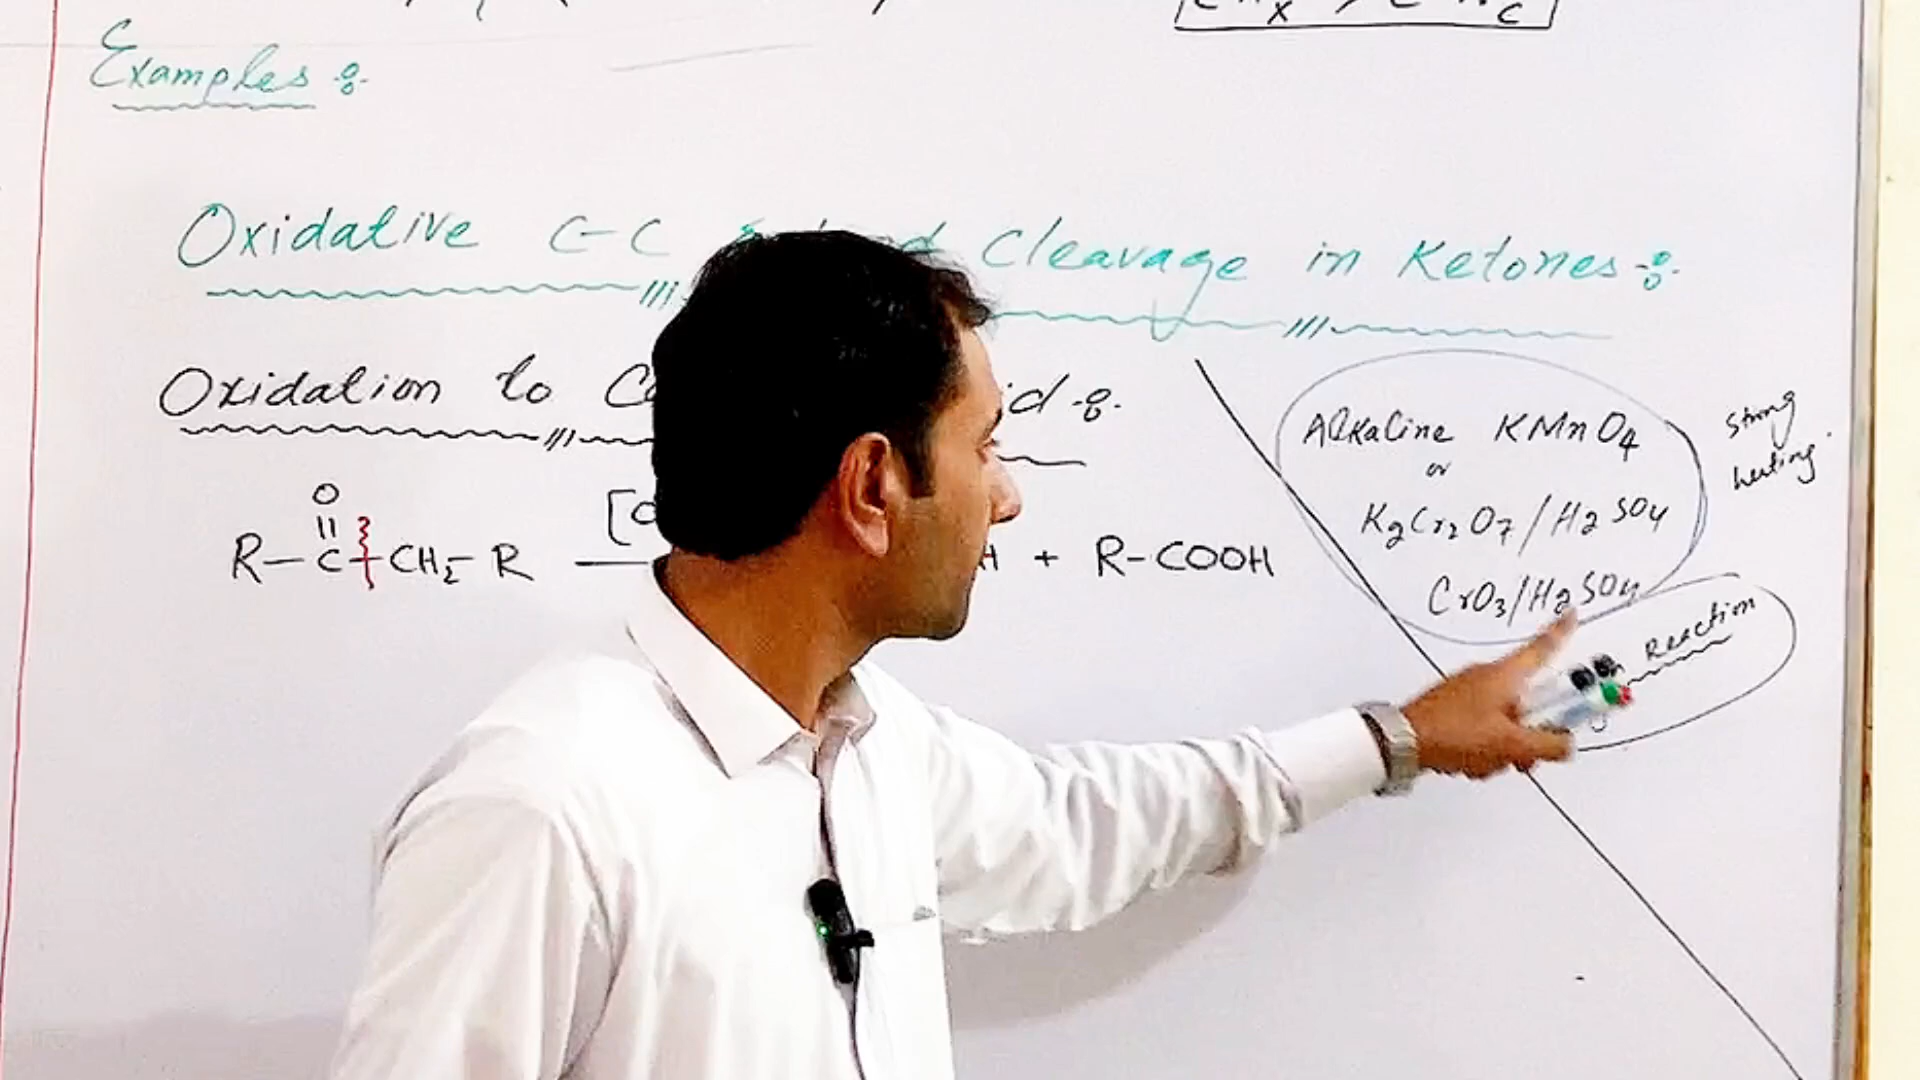 Examples :-
Oxidative C-C Cleavage in Ketones :-
Oxidation to
O
||
R-C-CH2-R + R-COOH
Alkaline KMnO4
or
K2Cr2O7/H2SO4
CrO3/H2SO4
Strong
heating
Reaction